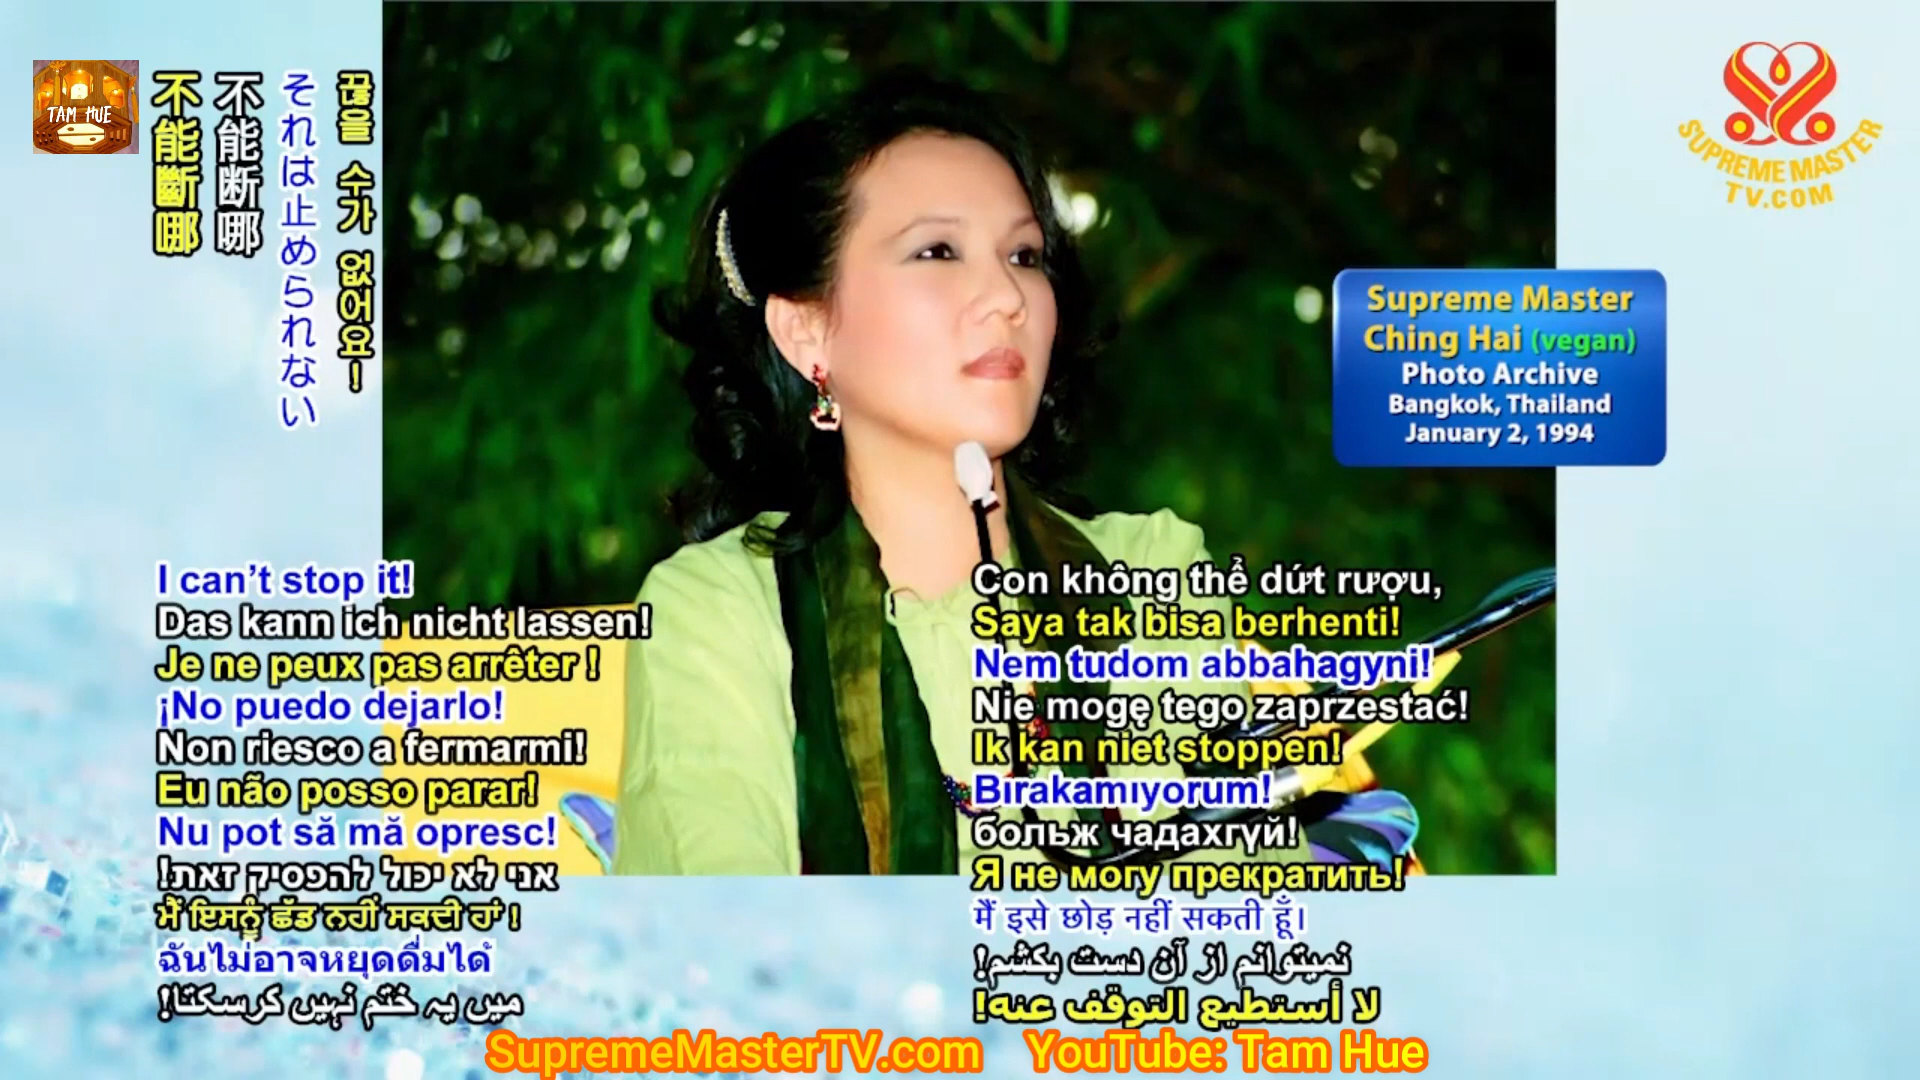 TAM HUE
不能斷哪
不能断哪
それは止められない
끊을 수가 없어요!
SUPREME MASTER
TV.COM
Supreme Master
Ching Hai (vegan)
Photo Archive
Bangkok, Thailand
January 2, 1994
I can't stop it!
Das kann ich nicht lassen!
Je ne peux pas arrêter !
¡No puedo dejarlo!
Non riesco a fermarmi!
Eu não posso parar!
Nu pot să mă opresc!
אני לא יכול להפסיק זאת!
ਮੈਂ ਇਸਨੂੰ ਛੱਡ ਨਹੀਂ ਸਕਦੀ ਹਾਂ !
ฉันไม่อาจหยุดดื่มได้
میں یہ ختم نہیں کرسکتا!
Con không thể dứt rượu,
Saya tak bisa berhenti!
Nem tudom abbahagyni!
Nie mogę tego zaprzestać!
Ik kan niet stoppen!
Bırakamıyorum!
больж чадахгүй!
Я не могу прекратить!
मैं इसे छोड़ नहीं सकती हूँ।
نمیتوانم از آن دست بکشم!
لا أستطيع التوقف عنه!
SupremeMasterTV.com YouTube: Tam Hue